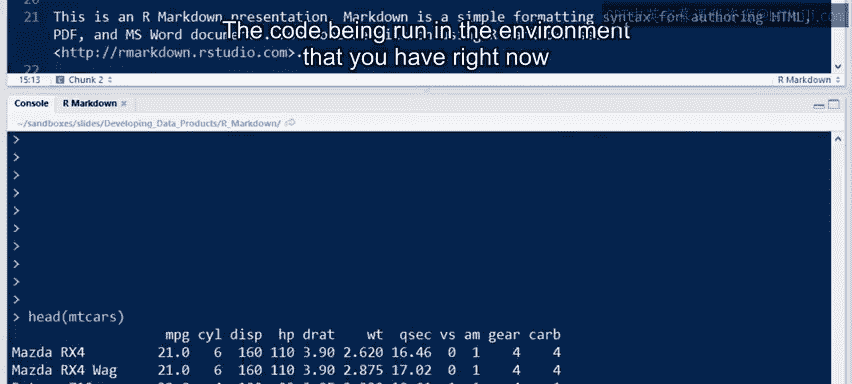 21 This is an R Markdown presentation. Markdown is a simple formatting syntax for authoring HTML,
The code being run in the environment
PDF, and MS Word
that you have right now
<http://rmarkdown.rstudio.com>.
22
15:13 Chunk 2 R Markdown
Console R Markdown
~/sandboxes/slides/Developing_Data_Products/R_Markdown/
>
>
>
>
>
>
>
>
>
>
> head(mtcars)
mpg cyl disp hp drat wt qsec vs am gear carb
Mazda RX4 21.0 6 160 110 3.90 2.620 16.46 0 1 4 4
Mazda RX4 Wag 21.0 6 160 110 3.90 2.875 17.02 0 1 4 4